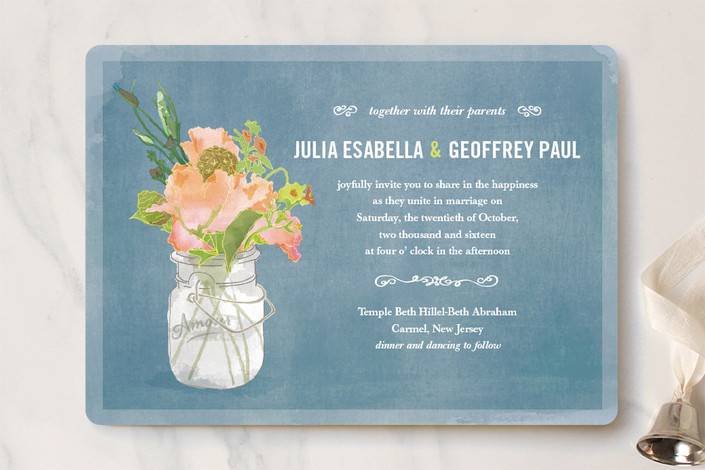 together with their parents
JULIA ESABELLA & GEOFFREY PAUL
joyfully invite you to share in the happiness
as they unite in marriage on
Saturday, the twentieth of October,
two thousand and sixteen
at four o' clock in the afternoon
Temple Beth Hillel-Beth Abraham
Carmel, New Jersey
dinner and dancing to follow